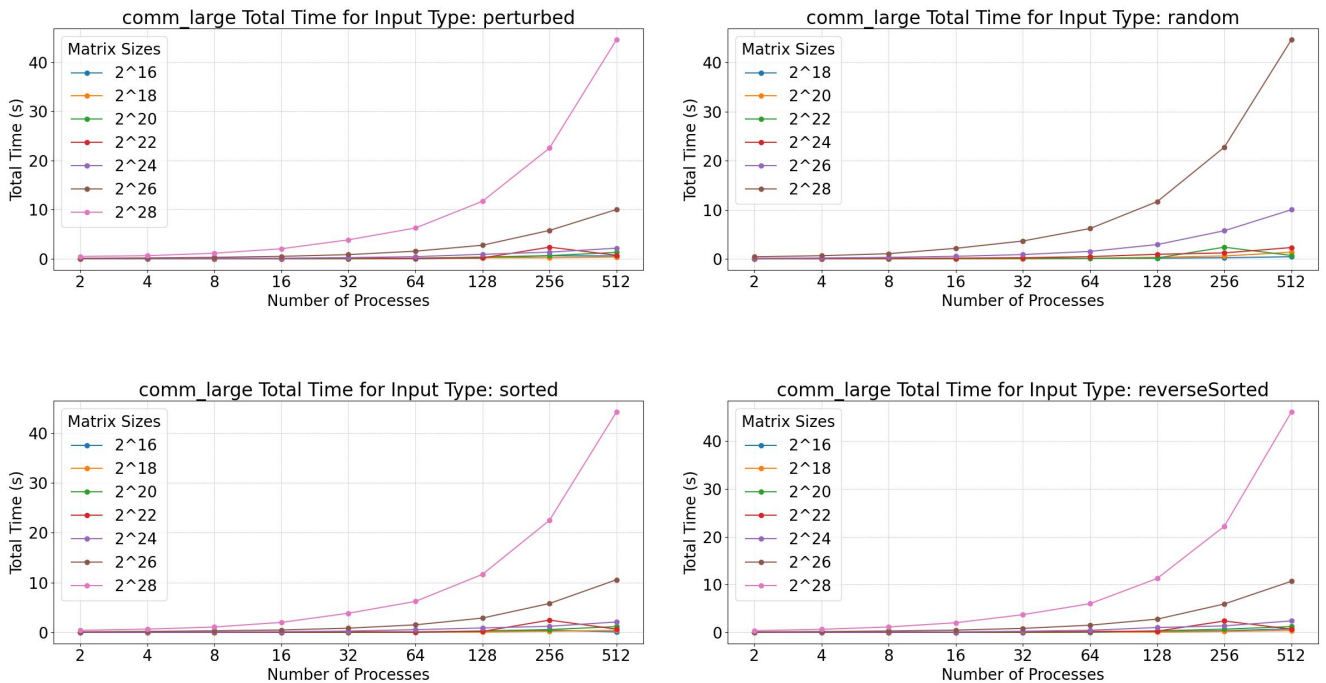 comm_large Total Time for Input Type: perturbed
Total Time (s)
40
30
20
10
0
Matrix Sizes
2^16
2^18
2^20
2^22
2^24
2^26
2^28
2 4 8 16 32 64 128 256 512
Number of Processes
comm_large Total Time for Input Type: random
Total Time (s)
40
30
20
10
0
Matrix Sizes
2^18
2^20
2^22
2^24
2^26
2^28
2 4 8 16 32 64 128 256 512
Number of Processes
comm_large Total Time for Input Type: sorted
Total Time (s)
40
30
20
10
0
Matrix Sizes
2^16
2^18
2^20
2^22
2^24
2^26
2^28
2 4 8 16 32 64 128 256 512
Number of Processes
comm_large Total Time for Input Type: reverseSorted
Total Time (s)
40
30
20
10
0
Matrix Sizes
2^16
2^18
2^20
2^22
2^24
2^26
2^28
2 4 8 16 32 64 128 256 512
Number of Processes